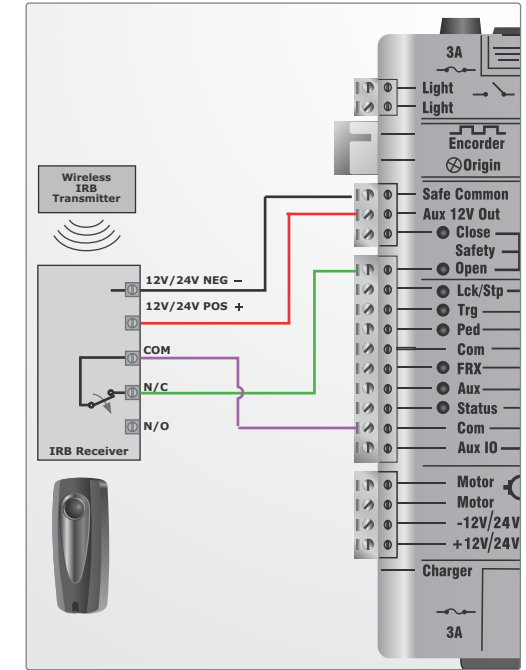 3A
Light
Light
Encorder
Origin
Wireless
IRB
Transmitter
Safe Common
Aux 12V Out
Close
Safety
Open
Lck/Stp
Trg
Ped
Com
FRX
Aux
Status
Com
Aux IO
12V/24V NEG −
12V/24V POS +
COM
N/C
N/O
IRB Receiver
Motor
Motor
-12V/24V
+12V/24V
Charger
3A